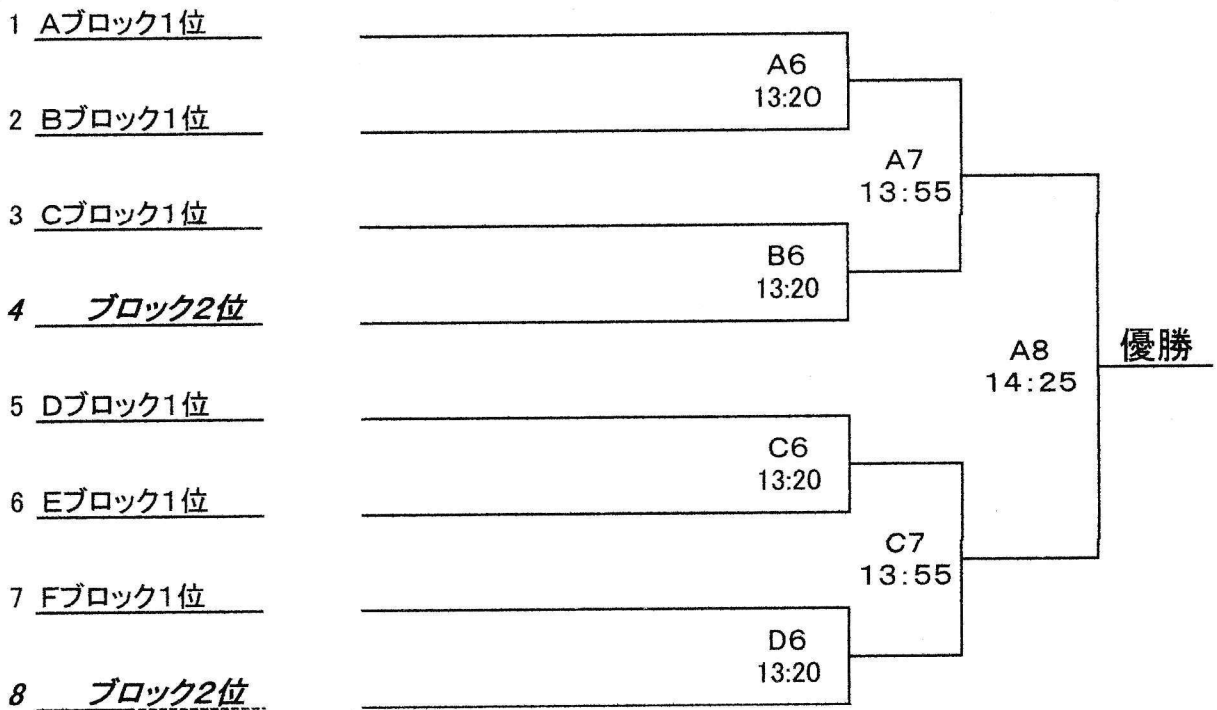 1 Aブロック1位
A6
13:20
2 Bブロック1位
A7
13:55
3 Cブロック1位
B6
13:20
4 ブロック2位
A8
14:25
優勝
5 Dブロック1位
C6
13:20
6 Eブロック1位
C7
13:55
7 Fブロック1位
D6
13:20
8 ブロック2位